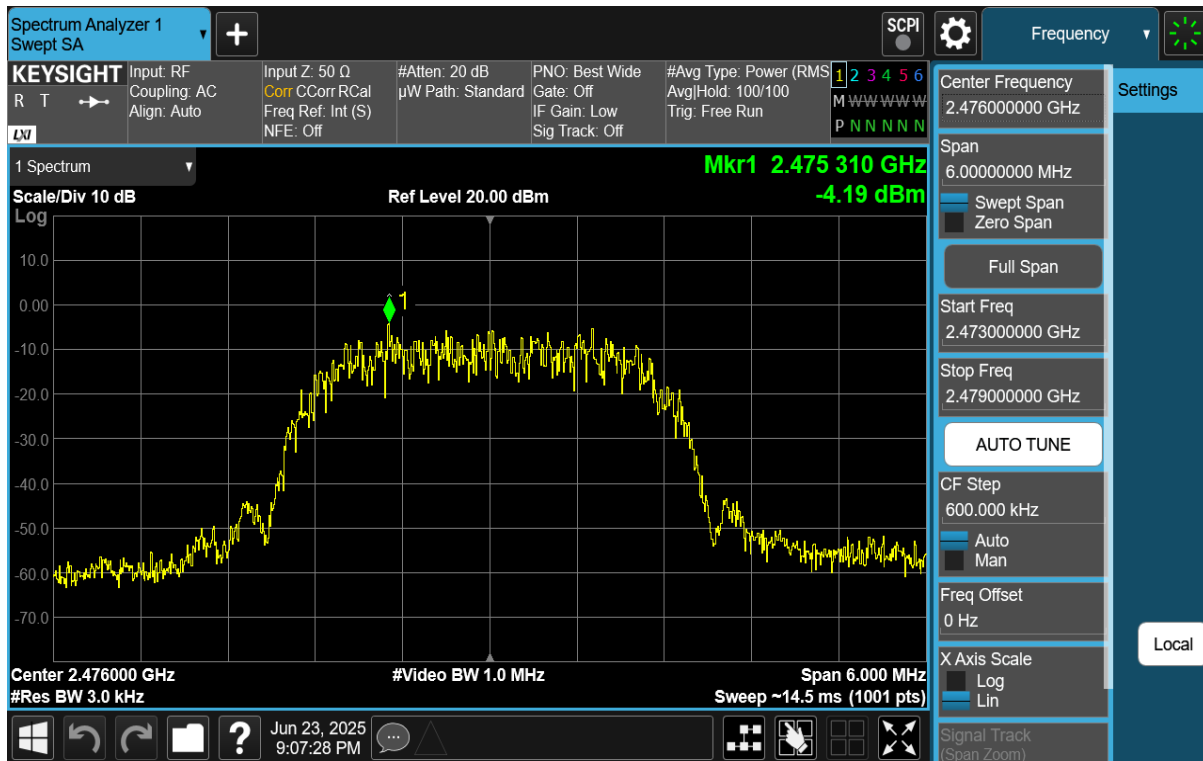 Spectrum Analyzer 1
Swept SA
+
SCPI
Frequency
KEYSIGHT
R T
LXI
Input: RF
Coupling: AC
Align: Auto
Input Z: 50 Ω
Corr CCorr RCal
Freq Ref: Int (S)
NFE: Off
#Atten: 20 dB
µW Path: Standard
PNO: Best Wide
Gate: Off
IF Gain: Low
Sig Track: Off
#Avg Type: Power (RMS
Avg|Hold: 100/100
Trig: Free Run
1 2 3 4 5 6
M W W W W W
P N N N N N
1 Spectrum
Mkr1 2.475 310 GHz
-4.19 dBm
Scale/Div 10 dB
Ref Level 20.00 dBm
Log
10.0
0.00
-10.0
-20.0
-30.0
-40.0
-50.0
-60.0
-70.0
1
Center 2.476000 GHz
#Video BW 1.0 MHz
Span 6.000 MHz
#Res BW 3.0 kHz
Sweep ~14.5 ms (1001 pts)
Center Frequency
2.476000000 GHz
Settings
Span
6.00000000 MHz
Swept Span
Zero Span
Full Span
Start Freq
2.473000000 GHz
Stop Freq
2.479000000 GHz
AUTO TUNE
CF Step
600.000 kHz
Auto
Man
Freq Offset
0 Hz
Local
X Axis Scale
Log
Lin
Signal Track
(Span Zoom)
?
Jun 23, 2025
9:07:28 PM